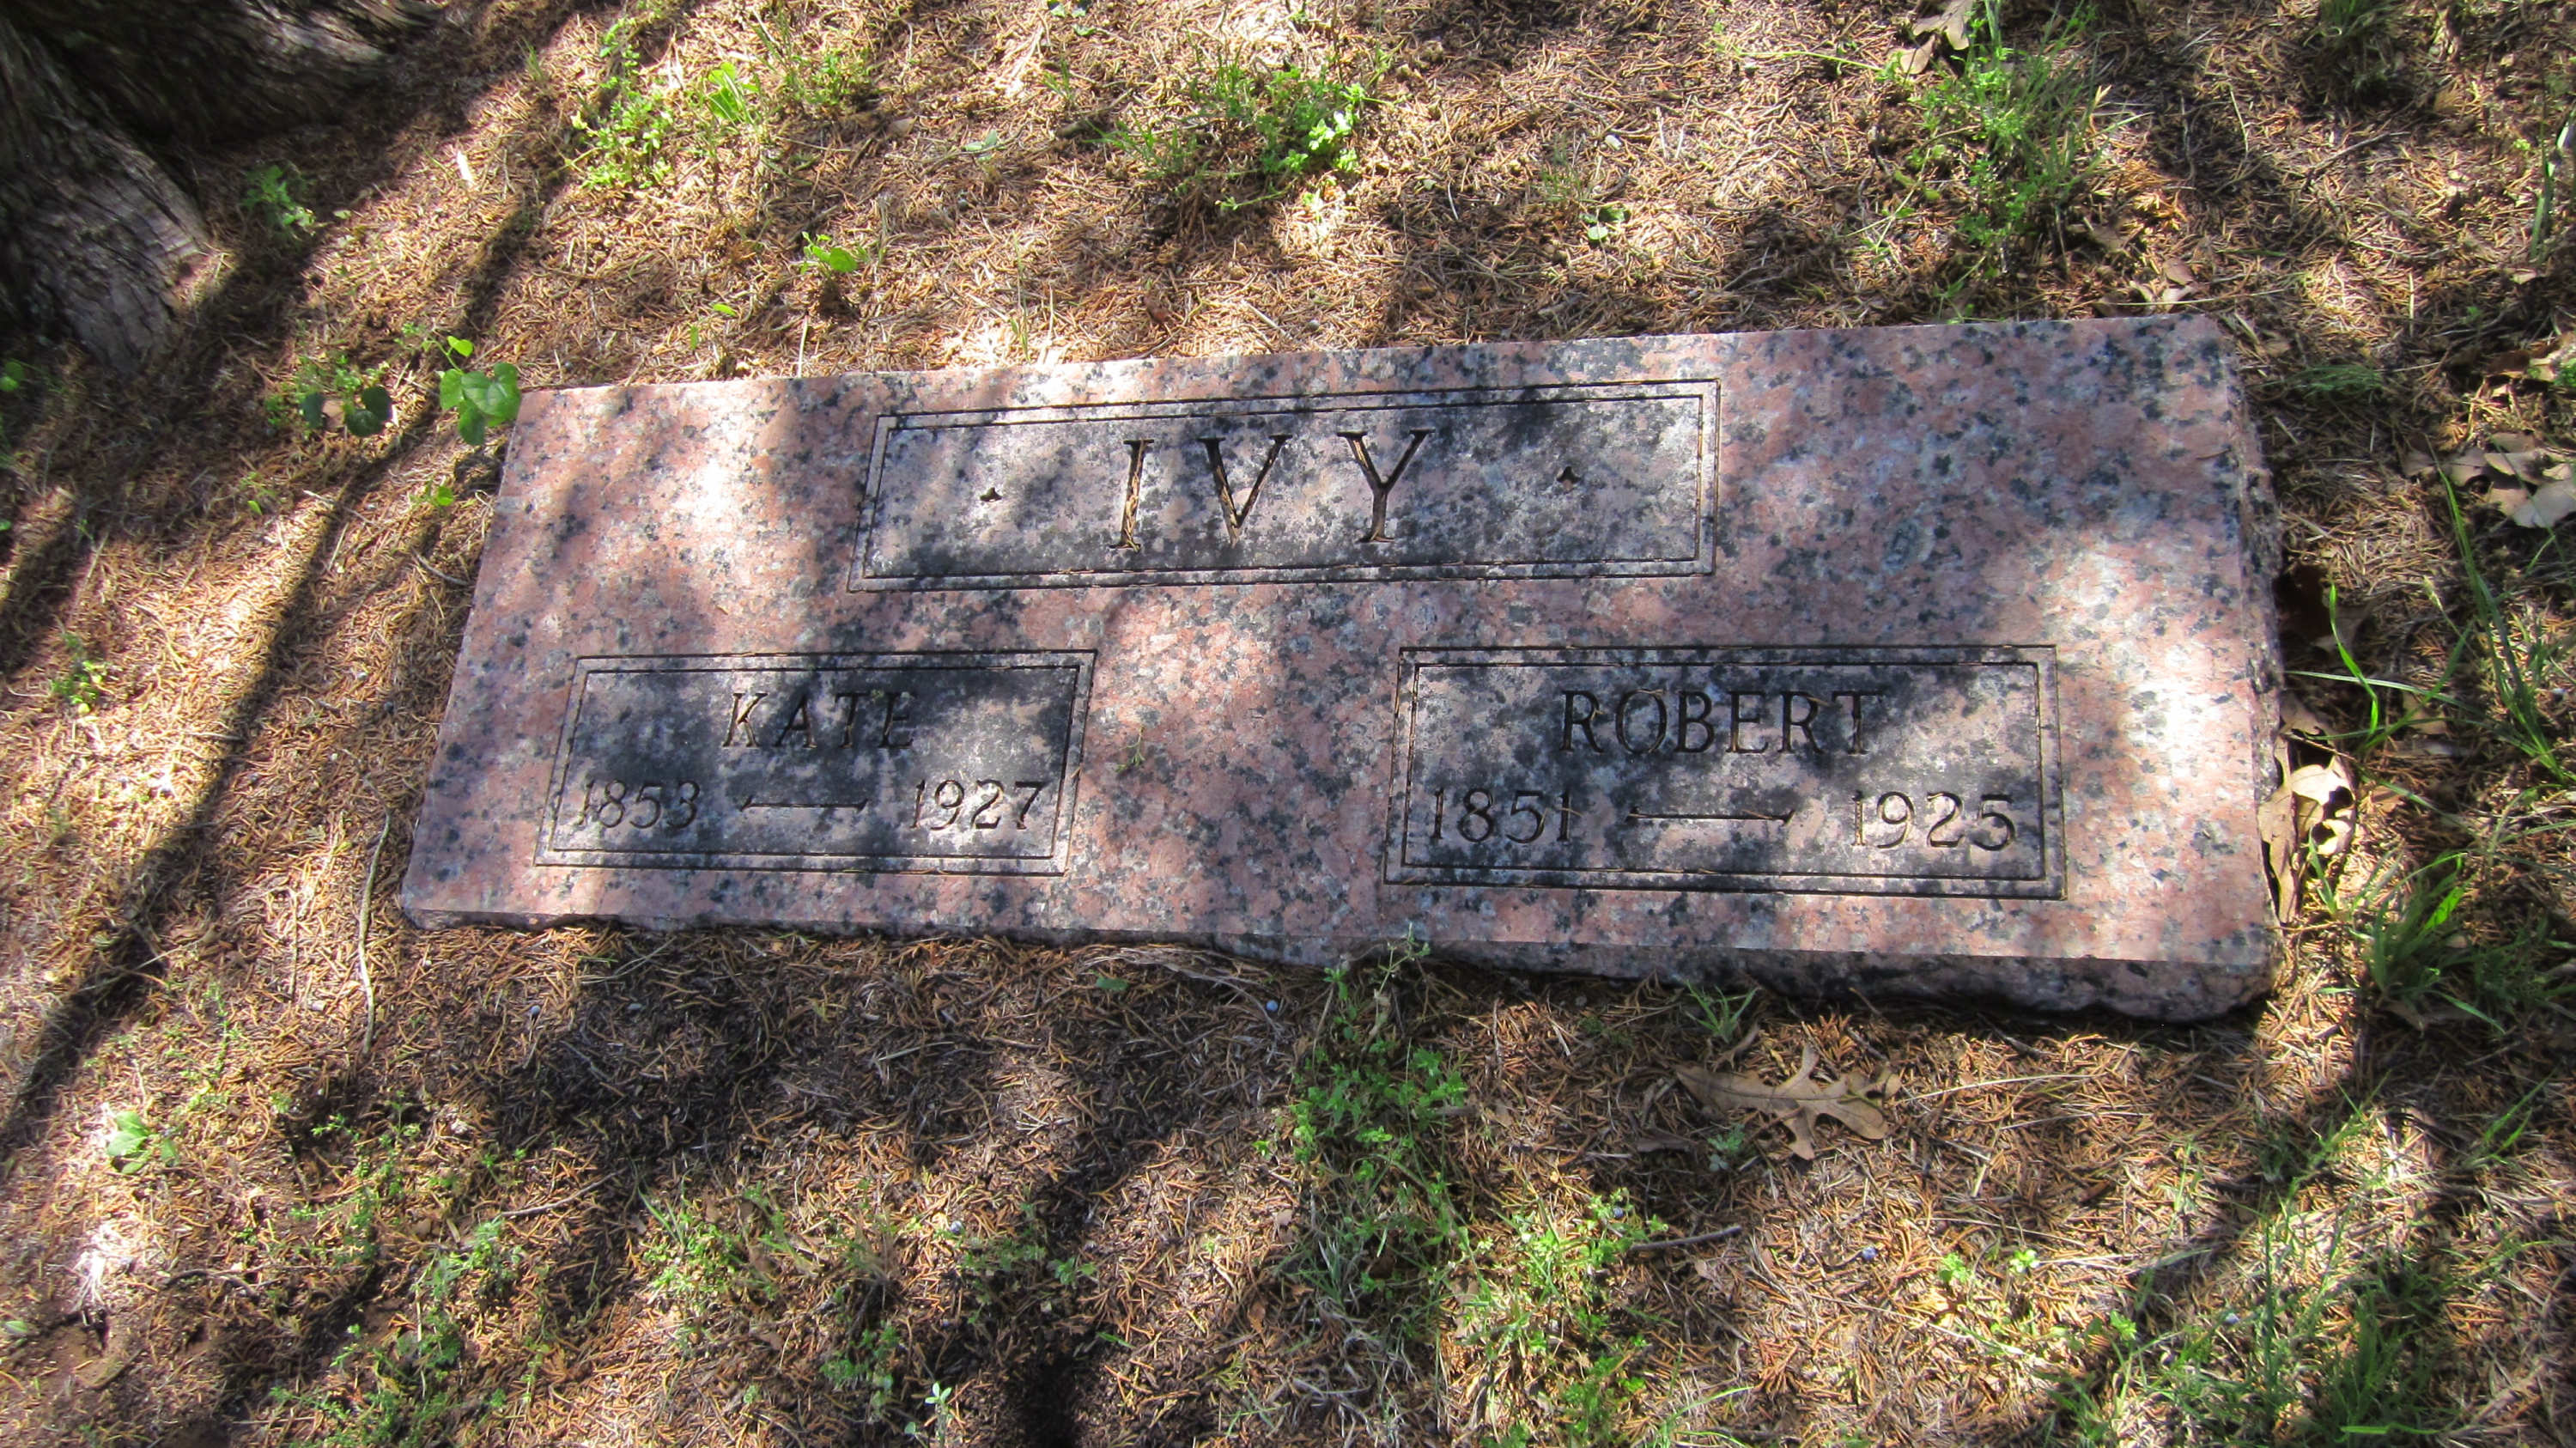 IVY
KATE
1853 — 1927
ROBERT
1851 — 1925